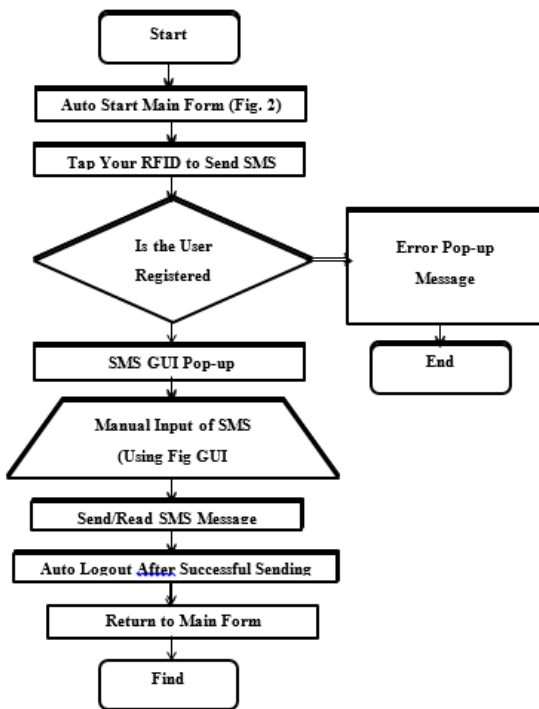 Start
Auto Start Main Form (Fig. 2)
Tap Your RFID to Send SMS
Is the User
Registered
Error Pop-up
Message
End
SMS GUI Pop-up
Manual Input of SMS
(Using Fig GUI
Send/Read SMS Message
Auto Logout After Successful Sending
Return to Main Form
Find